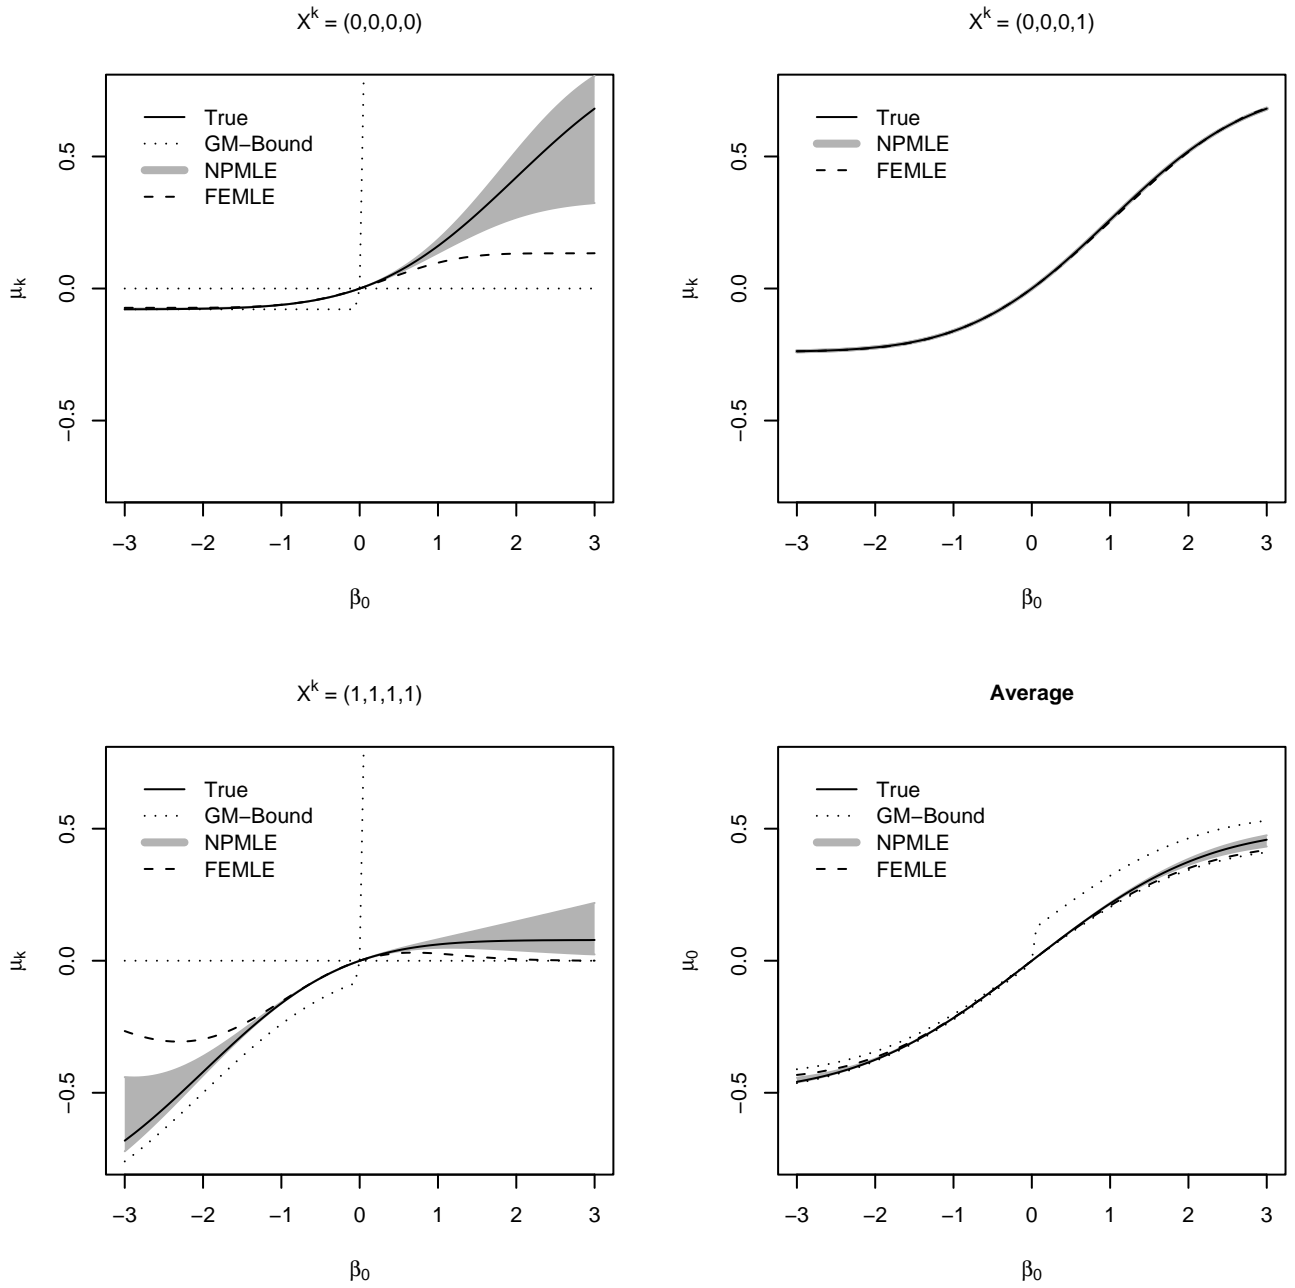 X^k = (0,0,0,0)
True
GM−Bound
NPMLE
FEMLE
0.5
0.0
−0.5
μ_k
−3 −2 −1 0 1 2 3
β_0
X^k = (0,0,0,1)
True
NPMLE
FEMLE
0.5
0.0
−0.5
μ_k
−3 −2 −1 0 1 2 3
β_0
X^k = (1,1,1,1)
True
GM−Bound
NPMLE
FEMLE
0.5
0.0
−0.5
μ_k
−3 −2 −1 0 1 2 3
β_0
Average
True
GM−Bound
NPMLE
FEMLE
0.5
0.0
−0.5
μ_0
−3 −2 −1 0 1 2 3
β_0